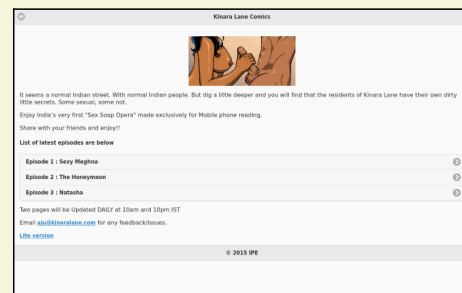 Kinara Lane Comics
It seems a normal Indian street. With normal Indian people. But dig a little deeper and you will find that the residents of Kinara Lane have their own dirty
little secrets. Some sexual, some not.
Enjoy India's very first "Sex Soap Opera" made exclusively for Mobile phone reading.
Share with your friends and enjoy!!
List of latest episodes are below
Episode 1 : Sexy Meghna
Episode 2 : The Honeymoon
Episode 3 : Natasha
Two pages will be Updated DAILY at 10am and 10pm IST
Email aju@kinaralane.com for any feedback/issues.
Lite version
© 2015 IPE